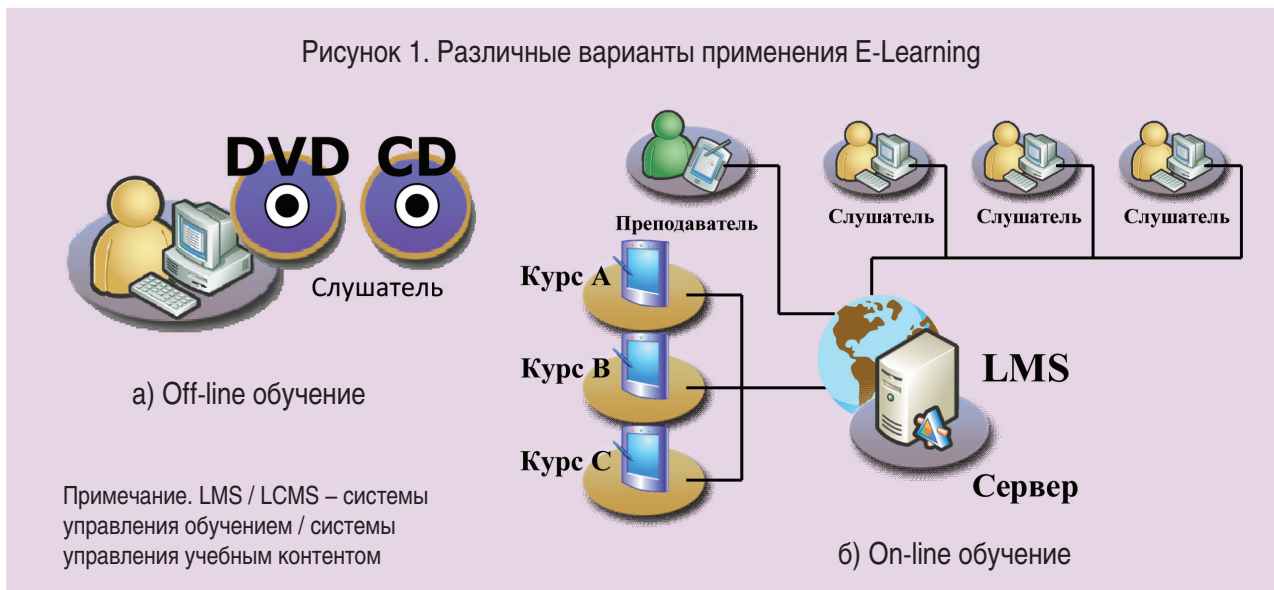 Рисунок 1. Различные варианты применения E-Learning
DVD CD
Слушатель
а) Off-line обучение
Примечание. LMS / LCMS – системы
управления обучением / системы
управления учебным контентом
Преподаватель
Слушатель
Слушатель
Слушатель
Курс A
Курс B
Курс C
LMS
Сервер
б) On-line обучение